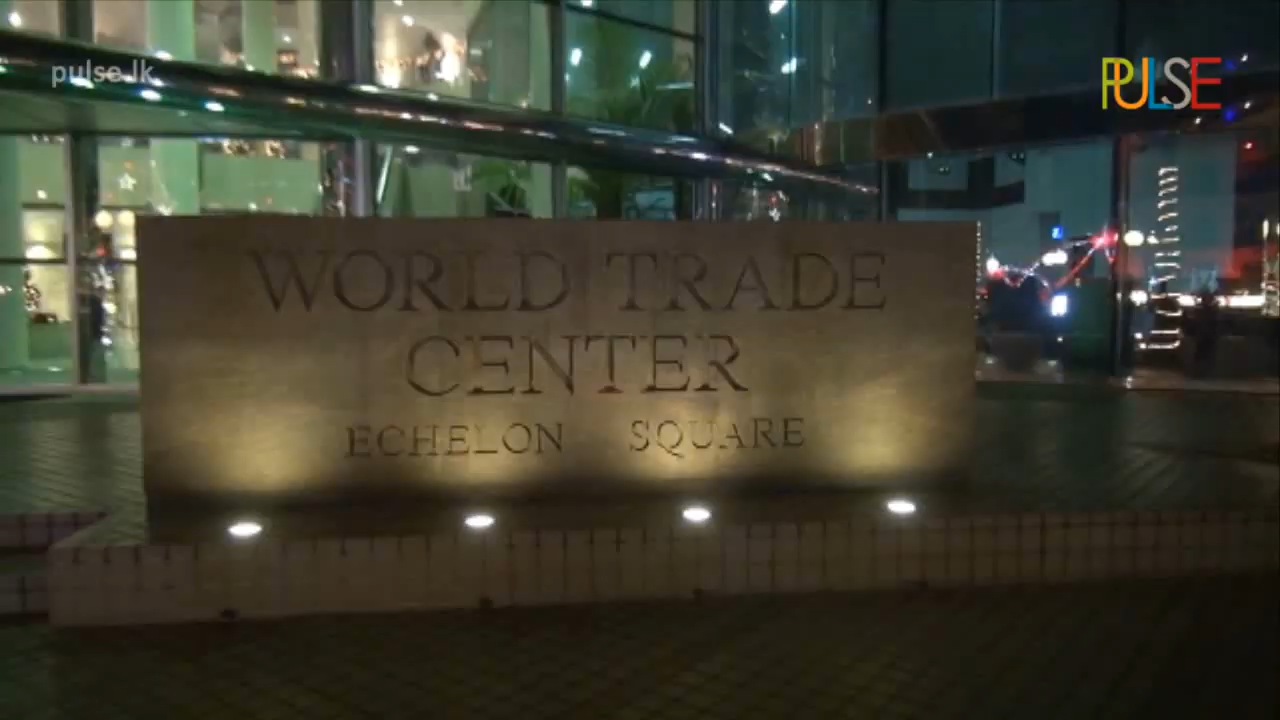 pulse.lk
PULSE
WORLD TRADE
CENTER
ECHELON SQUARE